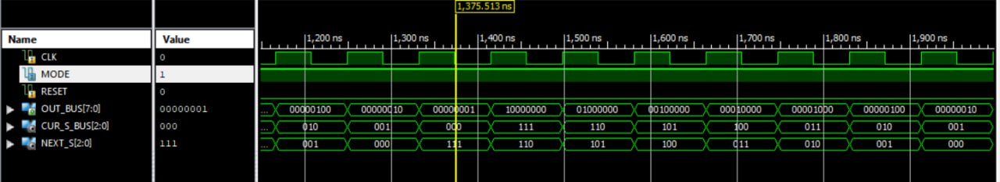 1,375.513 ns
1,200 ns 1,300 ns 1,400 ns 1,500 ns 1,600 ns 1,700 ns 1,800 ns 1,900 ns
Name Value
CLK 0
MODE 1
RESET 0
OUT_BUS[7:0] 00000001 ... 00000100 00000010 00000001 10000000 01000000 00100000 00010000 00001000 00000100 00000010
CUR_S_BUS[2:0] 000 ... 010 001 000 111 110 101 100 011 010 001
NEXT_S[2:0] 111 ... 001 000 111 110 101 100 011 010 001 000